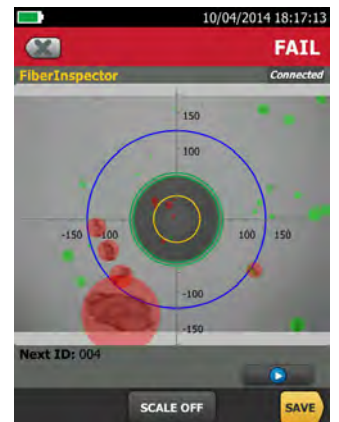 10/04/2014 18:17:13
FAIL
FiberInspector
Connected
150
100
-150 -100 100 150
-100
-150
Next ID: 004
SCALE OFF
SAVE